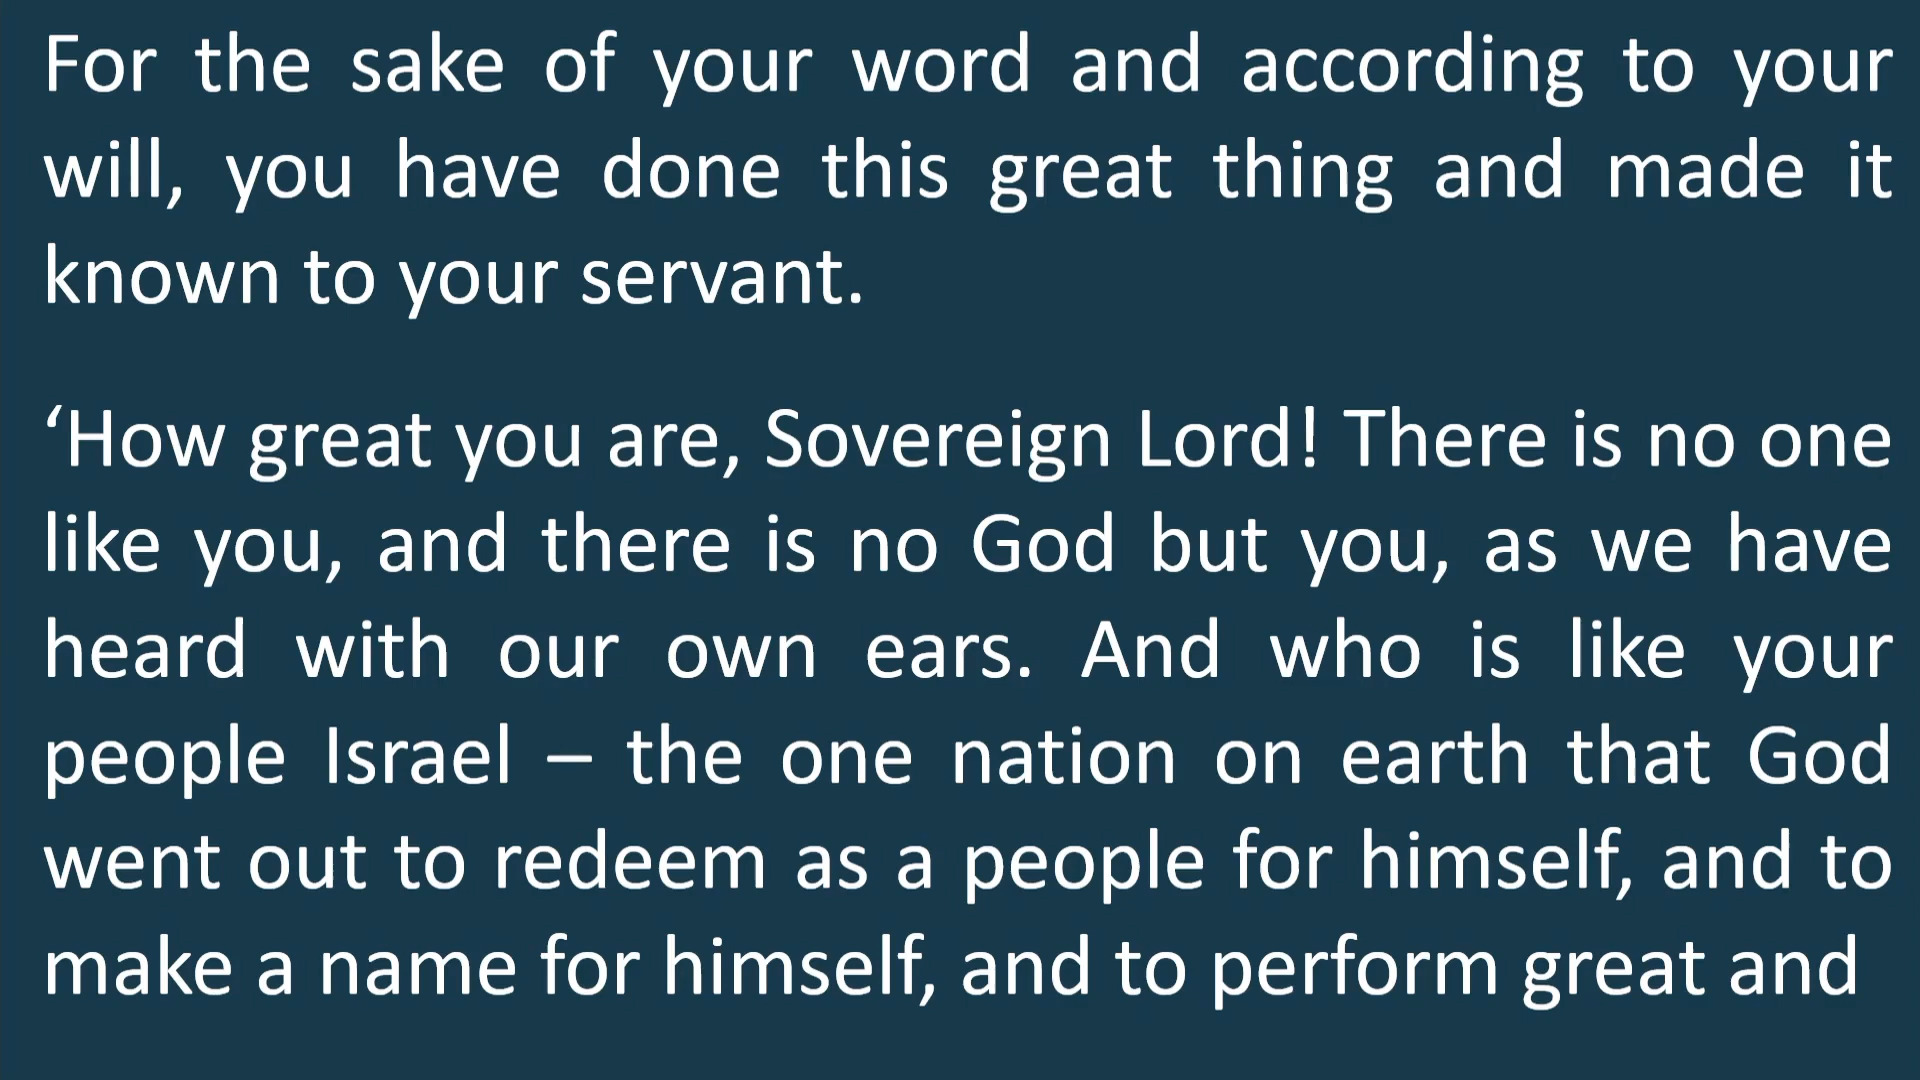 For the sake of your word and according to your
will, you have done this great thing and made it
known to your servant.
‘How great you are, Sovereign Lord! There is no one
like you, and there is no God but you, as we have
heard with our own ears. And who is like your
people Israel – the one nation on earth that God
went out to redeem as a people for himself, and to
make a name for himself, and to perform great and